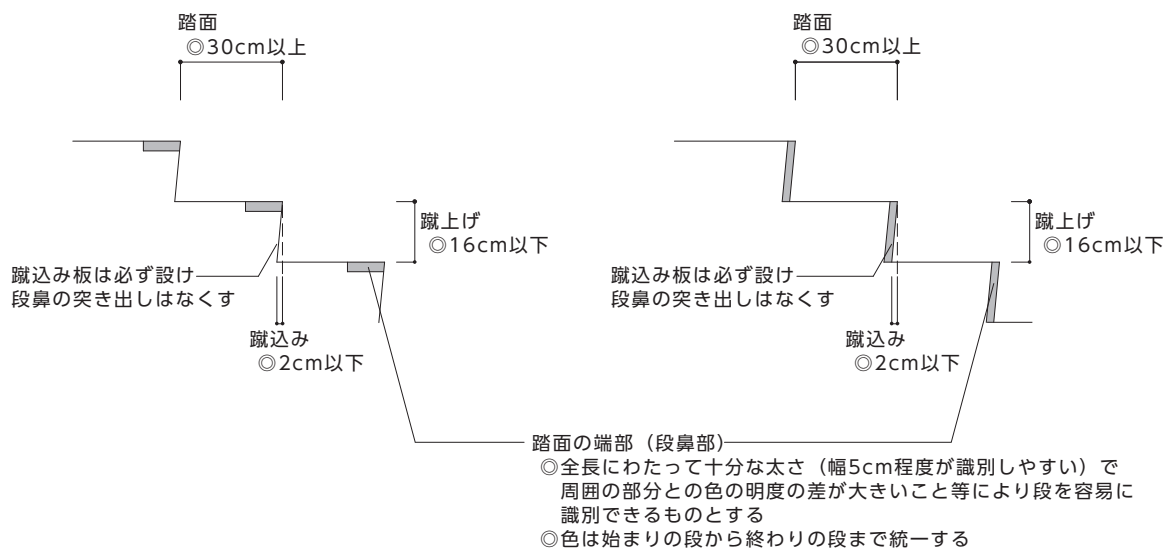 踏面
◎30cm以上
蹴上げ
◎16cm以下
蹴込み板は必ず設け
段鼻の突き出しはなくす
蹴込み
◎2cm以下
踏面
◎30cm以上
蹴上げ
◎16cm以下
蹴込み板は必ず設け
段鼻の突き出しはなくす
蹴込み
◎2cm以下
踏面の端部（段鼻部）
◎全長にわたって十分な太さ（幅5cm程度が識別しやすい）で
周囲の部分との色の明度の差が大きいこと等により段を容易に
識別できるものとする
◎色は始まりの段から終わりの段まで統一する